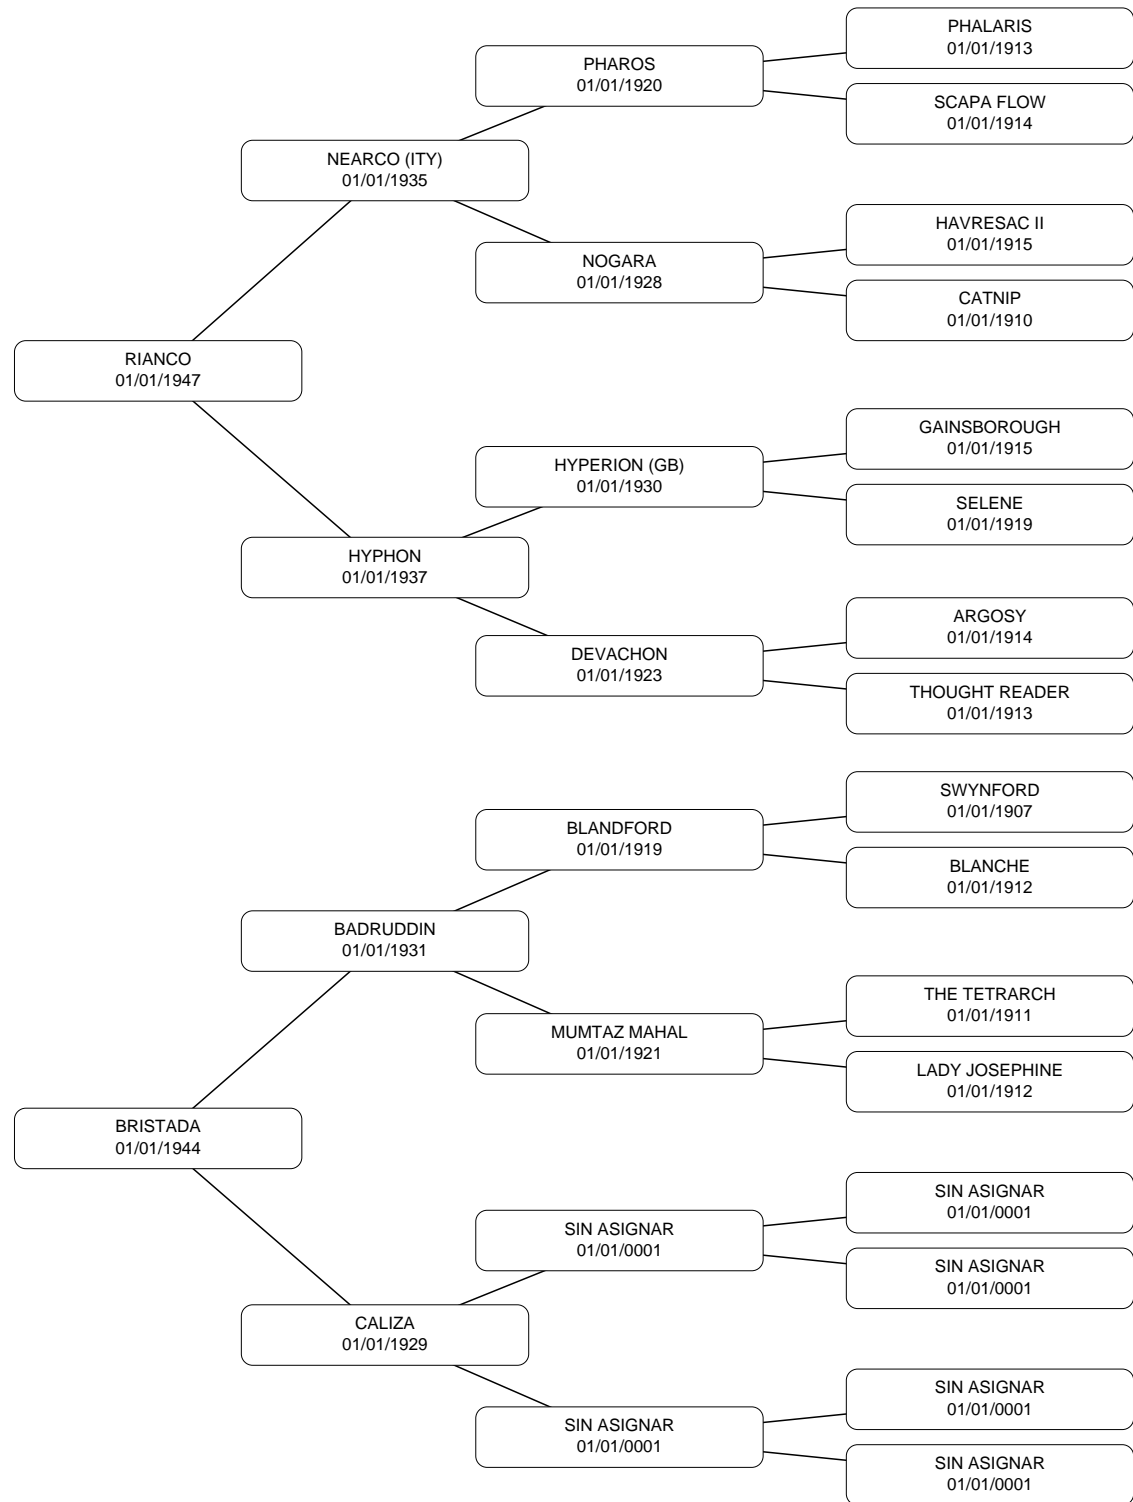 PHALARIS
01/01/1913
PHAROS
01/01/1920
SCAPA FLOW
01/01/1914
NEARCO (ITY)
01/01/1935
HAVRESAC II
01/01/1915
NOGARA
01/01/1928
CATNIP
01/01/1910
RIANCO
01/01/1947
GAINSBOROUGH
01/01/1915
HYPERION (GB)
01/01/1930
SELENE
01/01/1919
HYPHON
01/01/1937
ARGOSY
01/01/1914
DEVACHON
01/01/1923
THOUGHT READER
01/01/1913
SWYNFORD
01/01/1907
BLANDFORD
01/01/1919
BLANCHE
01/01/1912
BADRUDDIN
01/01/1931
THE TETRARCH
01/01/1911
MUMTAZ MAHAL
01/01/1921
LADY JOSEPHINE
01/01/1912
BRISTADA
01/01/1944
SIN ASIGNAR
01/01/0001
SIN ASIGNAR
01/01/0001
SIN ASIGNAR
01/01/0001
CALIZA
01/01/1929
SIN ASIGNAR
01/01/0001
SIN ASIGNAR
01/01/0001
SIN ASIGNAR
01/01/0001